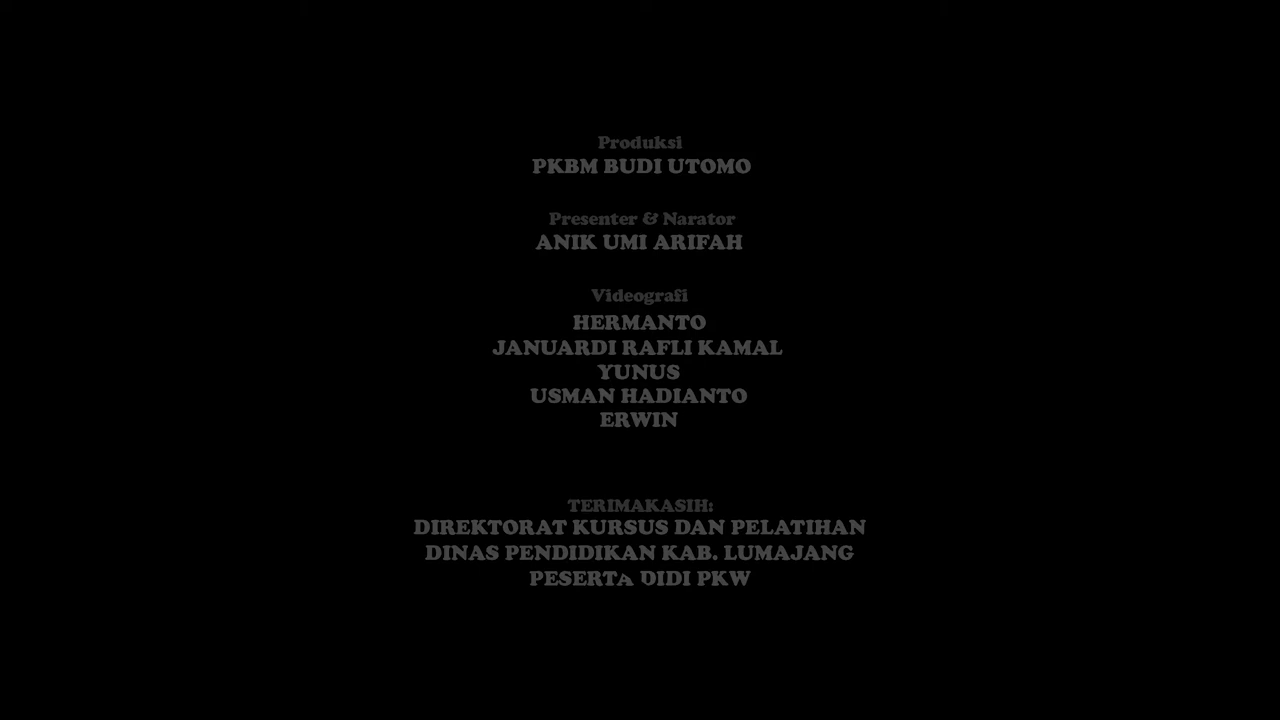 Produksi
PKBM BUDI UTOMO
Presenter & Narator
ANIK UMI ARIFAH
Videografi
HERMANTO
JANUARDI RAFLI KAMAL
YUNUS
USMAN HADIANTO
ERWIN
TERIMAKASIH:
DIREKTORAT KURSUS DAN PELATIHAN
DINAS PENDIDIKAN KAB. LUMAJANG
PESERTA DIDI PKW